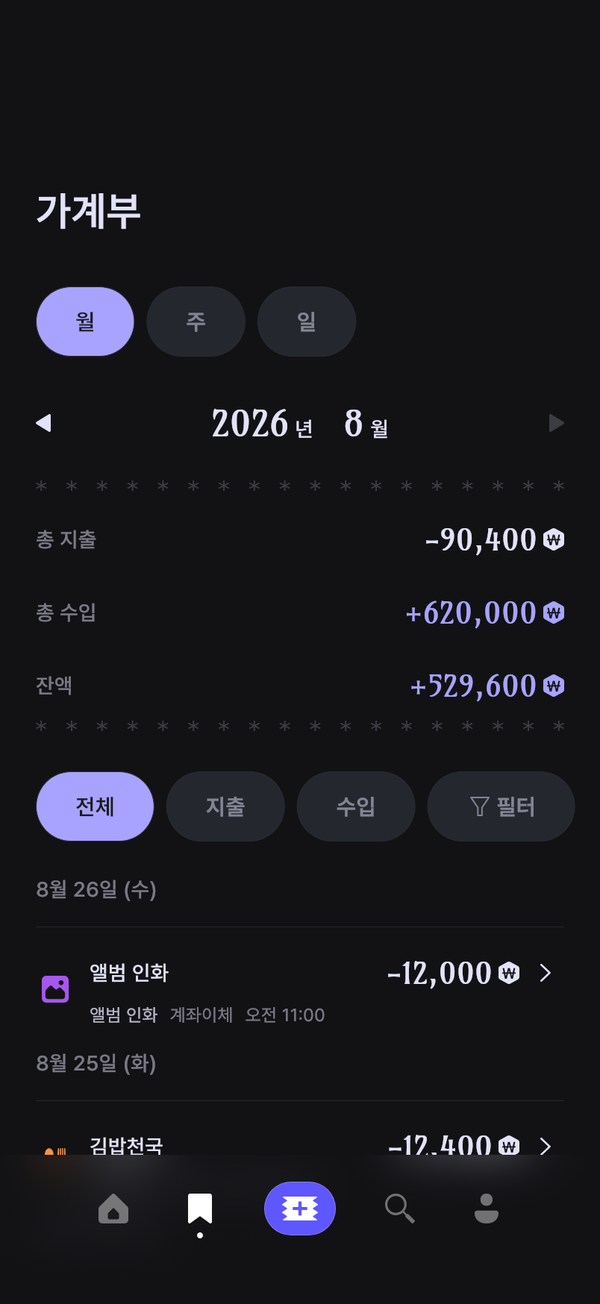 가계부
월 주 일
2026 년 8 월
총 지출 -90,400 ₩
총 수입 +620,000 ₩
잔액 +529,600 ₩
전체 지출 수입 필터
8월 26일 (수)
앨범 인화 -12,000 ₩
앨범 인화 계좌이체 오전 11:00
8월 25일 (화)
김밥천국 -12,400 ₩